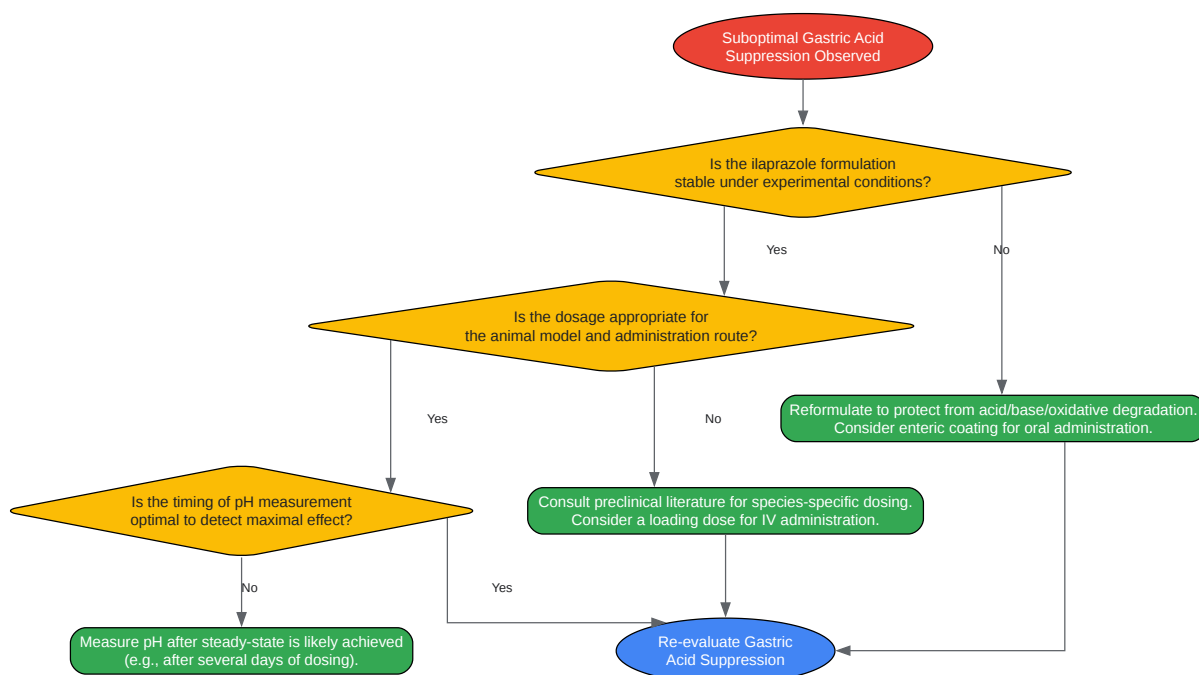 Suboptimal Gastric Acid
Suppression Observed
Is the ilaprazole formulation
stable under experimental conditions?
Yes
No
Is the dosage appropriate for
the animal model and administration route?
Yes
No
Reformulate to protect from acid/base/oxidative degradation.
Consider enteric coating for oral administration.
Is the timing of pH measurement
optimal to detect maximal effect?
Consult preclinical literature for species-specific dosing.
Consider a loading dose for IV administration.
No
Yes
Measure pH after steady-state is likely achieved
(e.g., after several days of dosing).
Re-evaluate Gastric
Acid Suppression